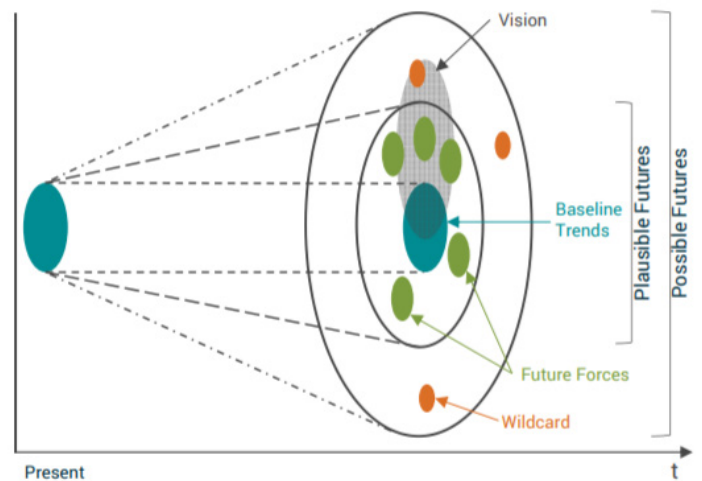 Vision
Baseline
Trends
Plausible Futures
Possible Futures
Future Forces
Wildcard
Present
t